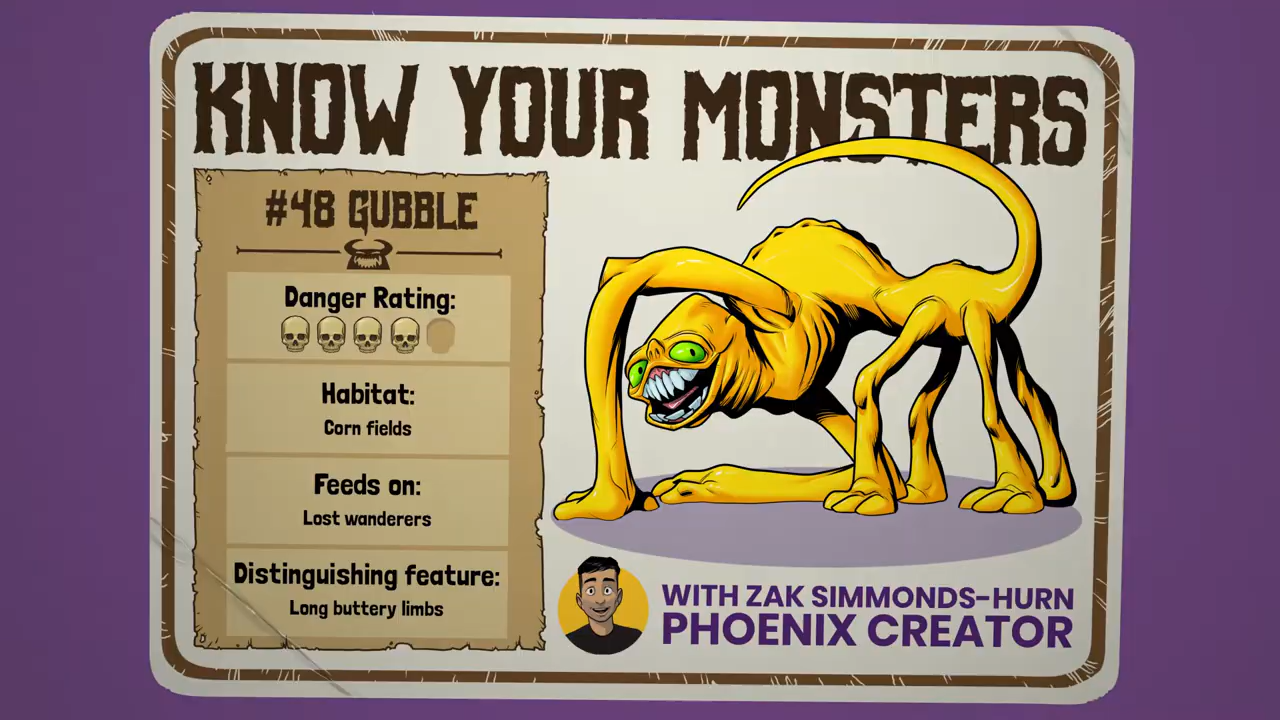 KNOW YOUR MONSTERS
#48 GUBBLE
Danger Rating:
Habitat:
Corn fields
Feeds on:
Lost wanderers
Distinguishing feature:
Long buttery limbs
WITH ZAK SIMMONDS-HURN
PHOENIX CREATOR